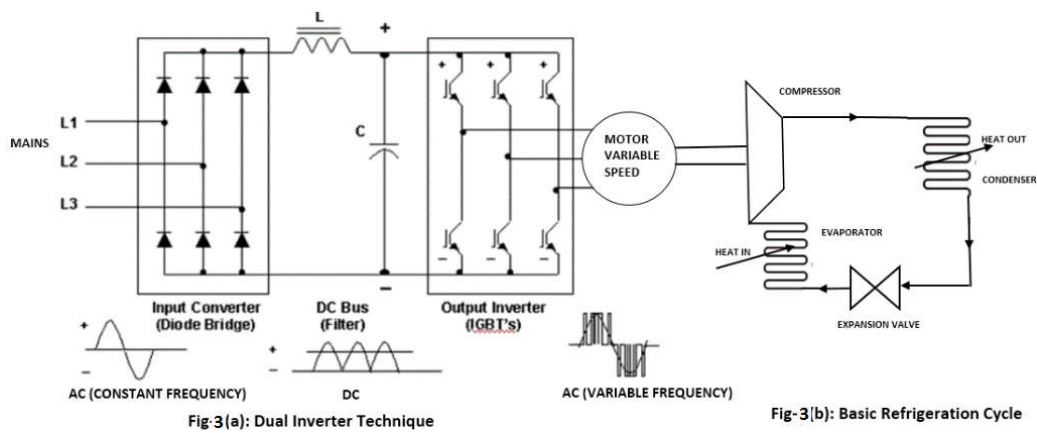 L
+
C
+ + +
L1
MAINS
L2
L3
MOTOR
VARIABLE
SPEED
COMPRESSOR
HEAT OUT
CONDENSER
EVAPORATOR
HEAT IN
EXPANSION VALVE
− − −
−
Input Converter
(Diode Bridge)
DC Bus
(Filter)
Output Inverter
(IGBT's)
+
−
AC (CONSTANT FREQUENCY)
+
−
DC
AC (VARIABLE FREQUENCY)
Fig-3(a): Dual Inverter Technique
Fig-3(b): Basic Refrigeration Cycle